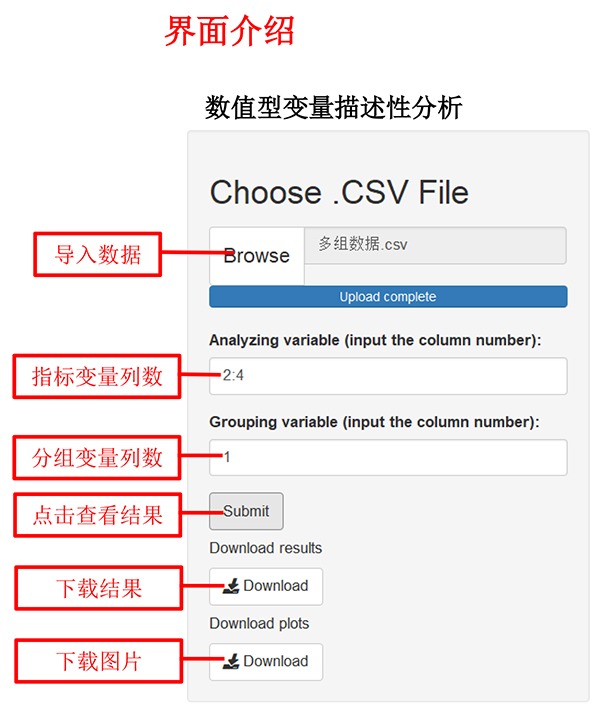 界面介绍
数值型变量描述性分析
Choose .CSV File
导入数据
Browse
多组数据.csv
Upload complete
Analyzing variable (input the column number):
指标变量列数
2:4
Grouping variable (input the column number):
分组变量列数
1
点击查看结果
Submit
Download results
下载结果
Download
Download plots
下载图片
Download